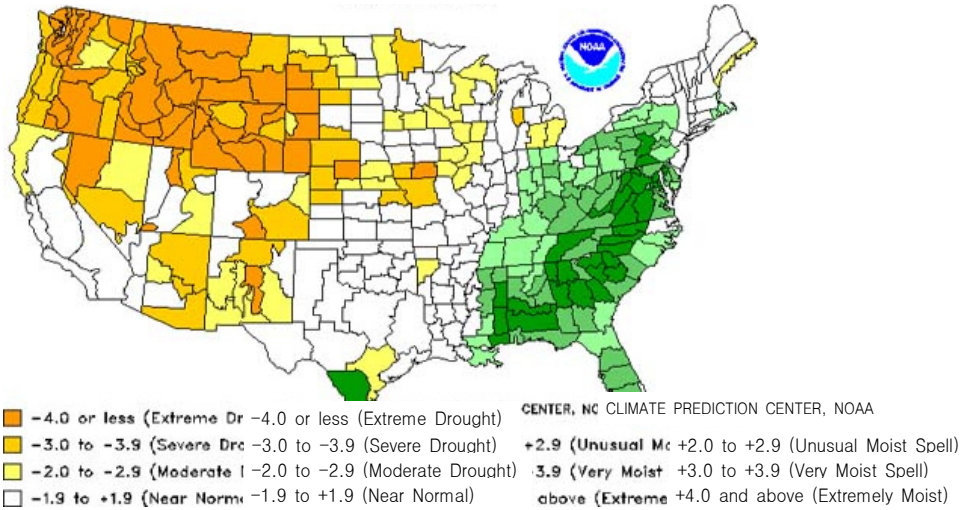 NOAA
-4.0 or less (Extreme Dr -4.0 or less (Extreme Drought)
CENTER, NC CLIMATE PREDICTION CENTER, NOAA
-3.0 to -3.9 (Severe Drc -3.0 to -3.9 (Severe Drought)
+2.9 (Unusual Mc +2.0 to +2.9 (Unusual Moist Spell)
-2.0 to -2.9 (Moderate -2.0 to -2.9 (Moderate Drought)
3.9 (Very Moist +3.0 to +3.9 (Very Moist Spell)
-1.9 to +1.9 (Near Norm -1.9 to +1.9 (Near Normal)
above (Extreme +4.0 and above (Extremely Moist)